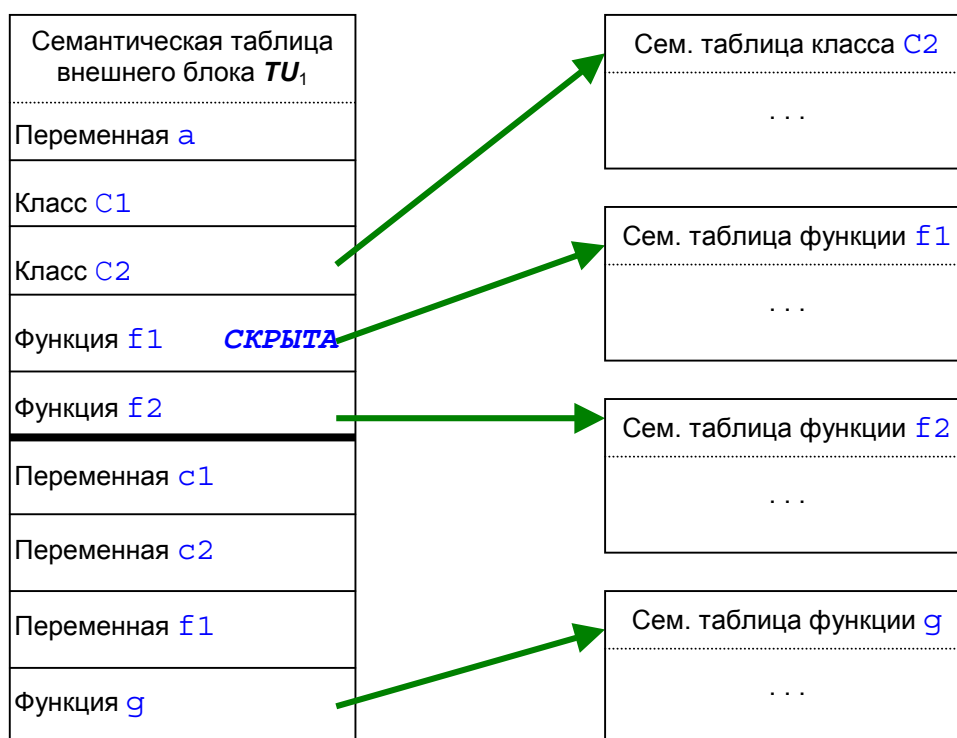 Семантическая таблица
внешнего блока TU1
Переменная a
Класс C1
Класс C2
Функция f1 СКРЫТА
Функция f2
Переменная c1
Переменная c2
Переменная f1
Функция g
Сем. таблица класса C2
. . .
Сем. таблица функции f1
. . .
Сем. таблица функции f2
. . .
Сем. таблица функции g
. . .